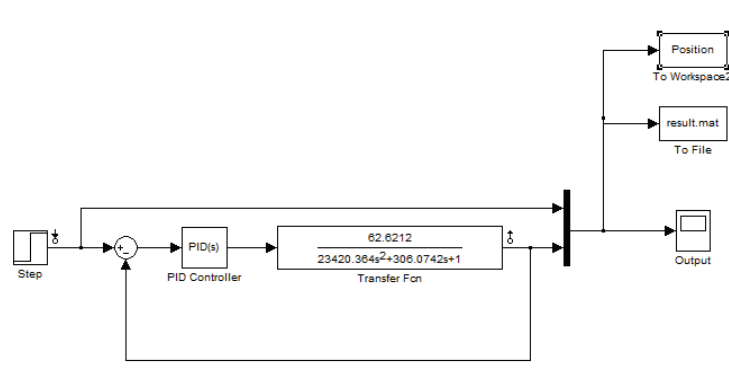 Position
To Workspace2
result.mat
To File
62.6212
PID(s)
23420.364s2+306.0742s+1
Step
PID Controller
Transfer Fcn
Output